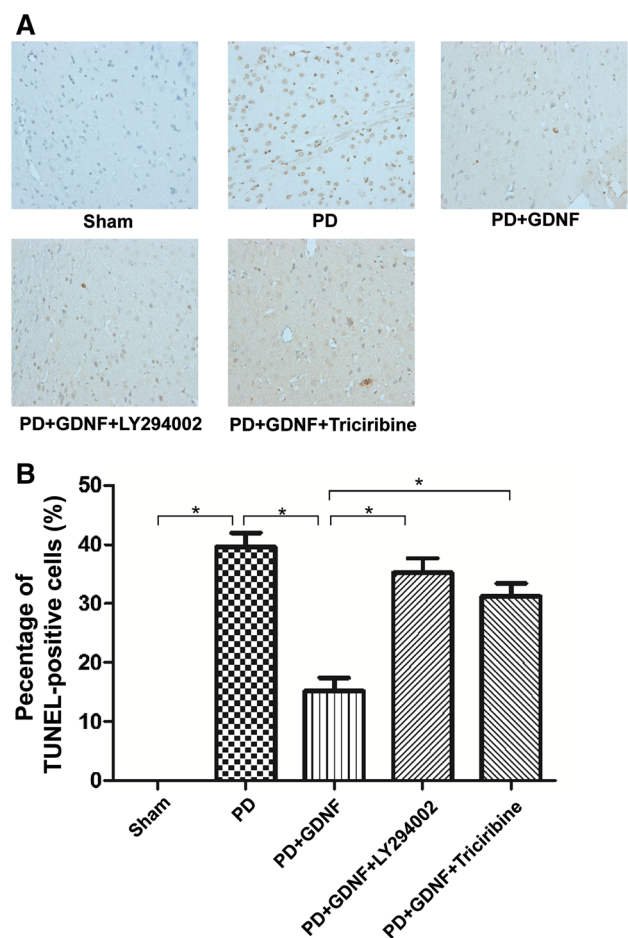 A
Sham
PD
PD+GDNF
PD+GDNF+LY294002
PD+GDNF+Triciribine
B
Pecentage of
TUNEL-positive cells (%)
50
40
30
20
10
0
*
*
*
*
Sham
PD
PD+GDNF
PD+GDNF+LY294002
PD+GDNF+Triciribine